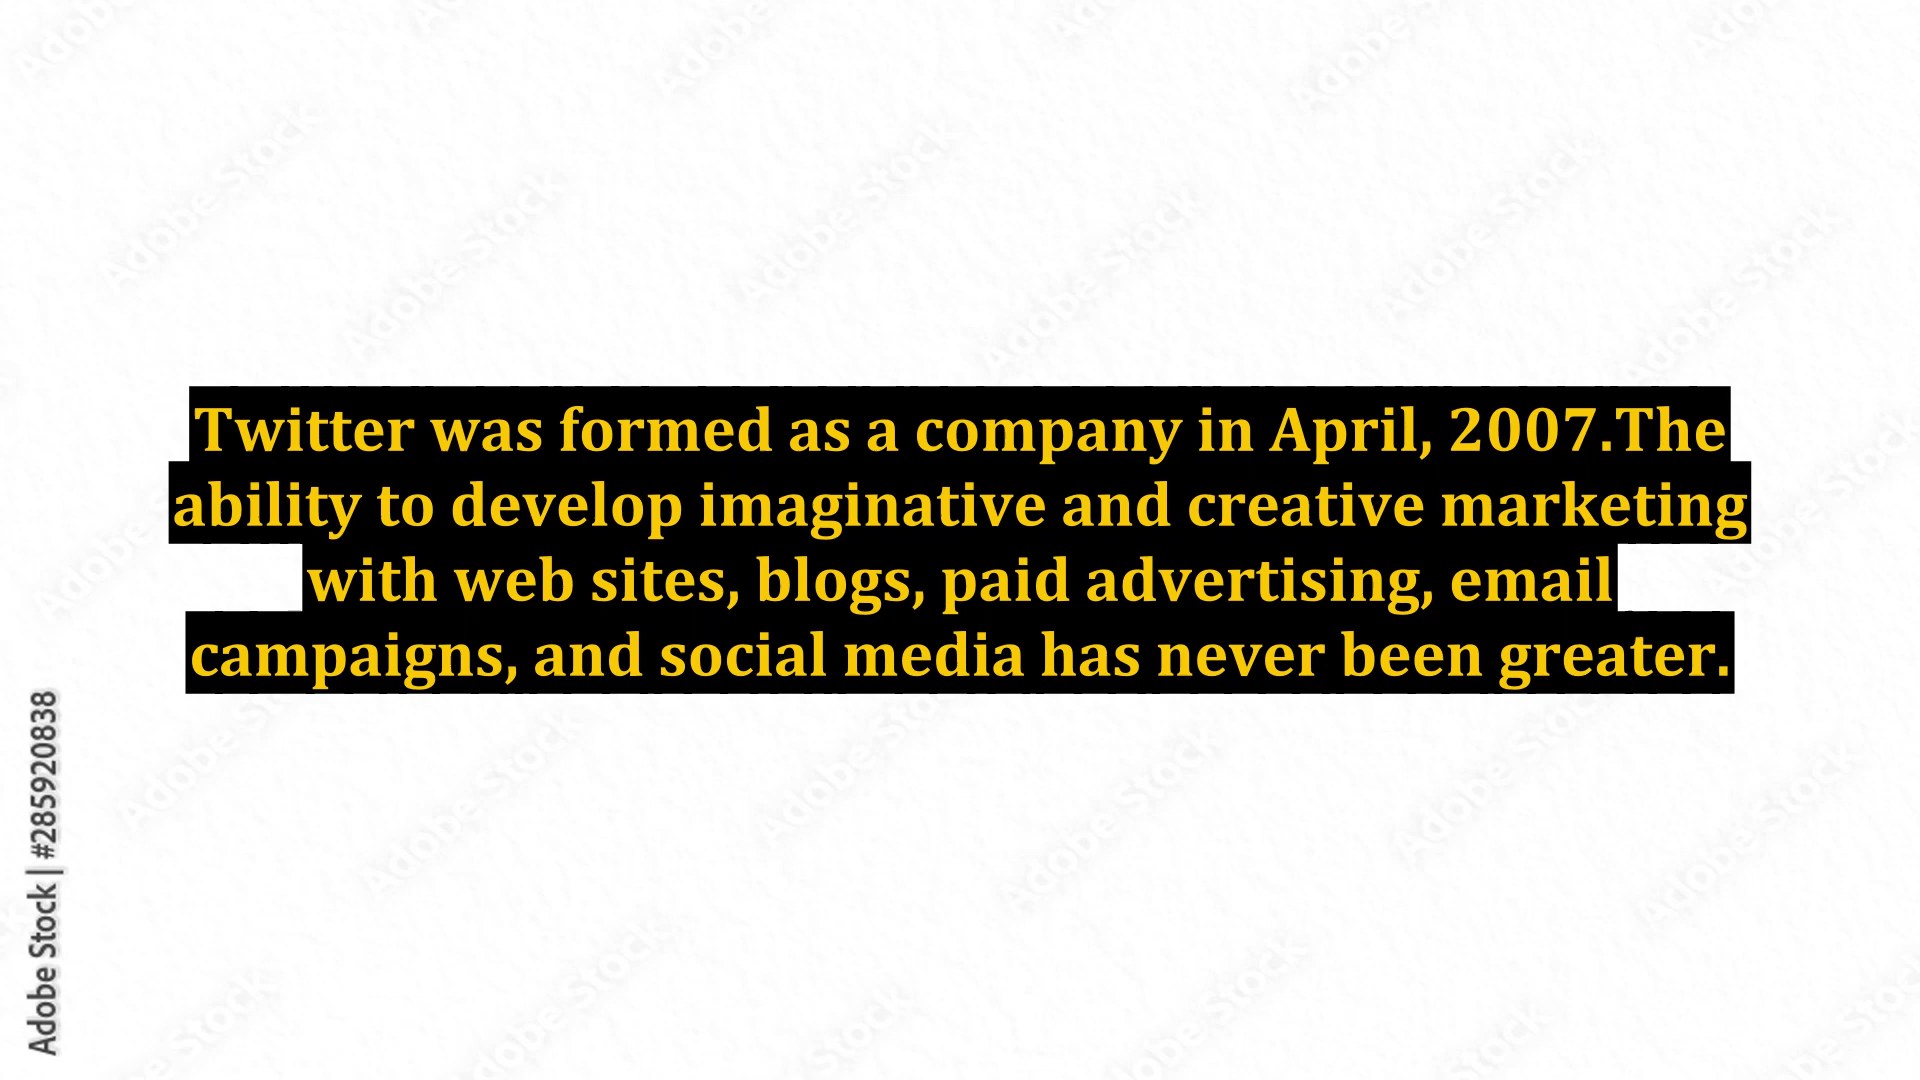 Twitter was formed as a company in April, 2007.The
ability to develop imaginative and creative marketing
with web sites, blogs, paid advertising, email
campaigns, and social media has never been greater.
Adobe Stock | #285920838